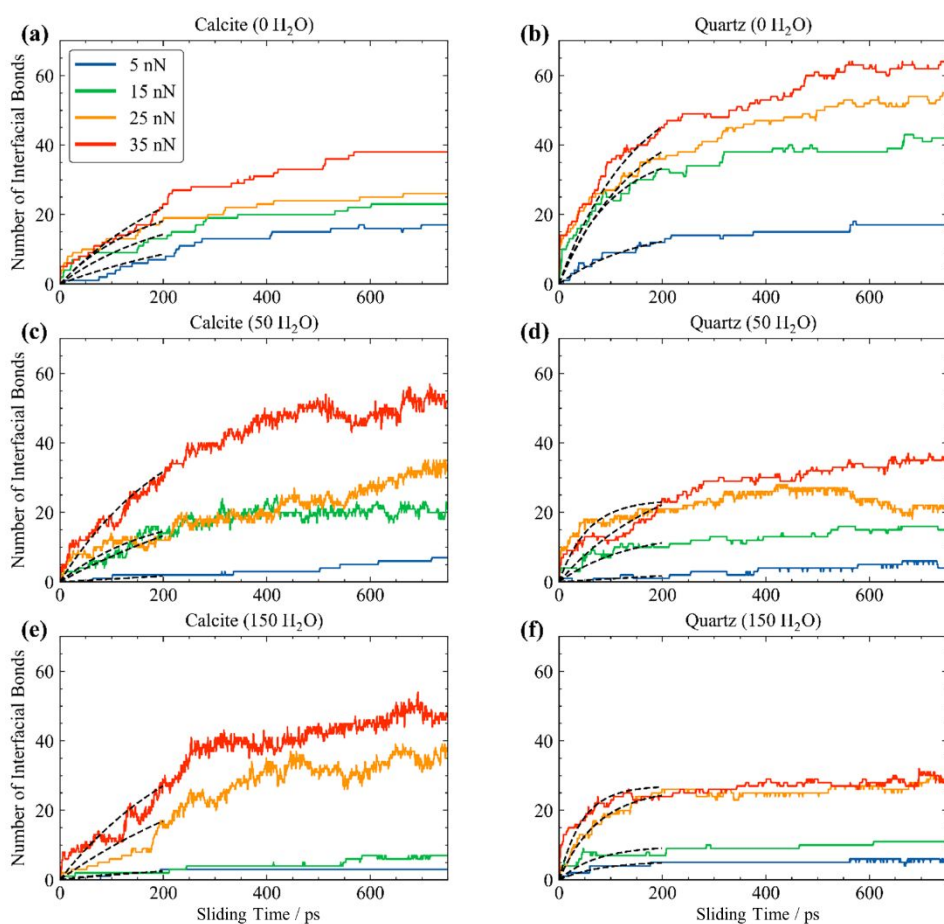 (a) Calcite (0 H₂O)
Number of Interfacial Bonds
60
40
20
0
5 nN
15 nN
25 nN
35 nN
0 200 400 600
(b) Quartz (0 H₂O)
60
40
20
0
0 200 400 600
(c) Calcite (50 H₂O)
Number of Interfacial Bonds
60
40
20
0
0 200 400 600
(d) Quartz (50 H₂O)
60
40
20
0
0 200 400 600
(e) Calcite (150 H₂O)
Number of Interfacial Bonds
60
40
20
0
0 200 400 600
Sliding Time / ps
(f) Quartz (150 H₂O)
60
40
20
0
0 200 400 600
Sliding Time / ps